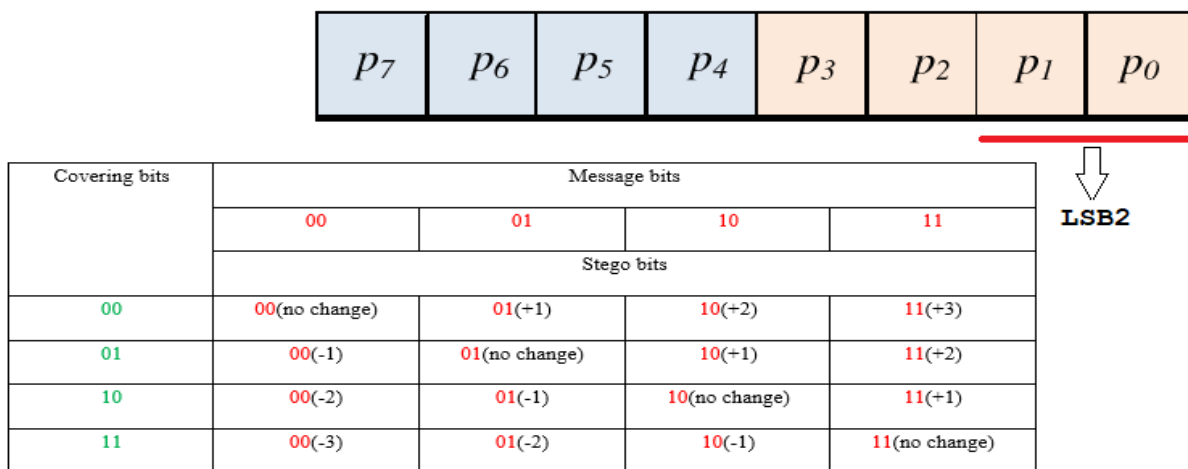 p7 p6 p5 p4 p3 p2 p1 p0
LSB2
Covering bits Message bits
00 01 10 11
Stego bits
00 00(no change) 01(+1) 10(+2) 11(+3)
01 00(-1) 01(no change) 10(+1) 11(+2)
10 00(-2) 01(-1) 10(no change) 11(+1)
11 00(-3) 01(-2) 10(-1) 11(no change)